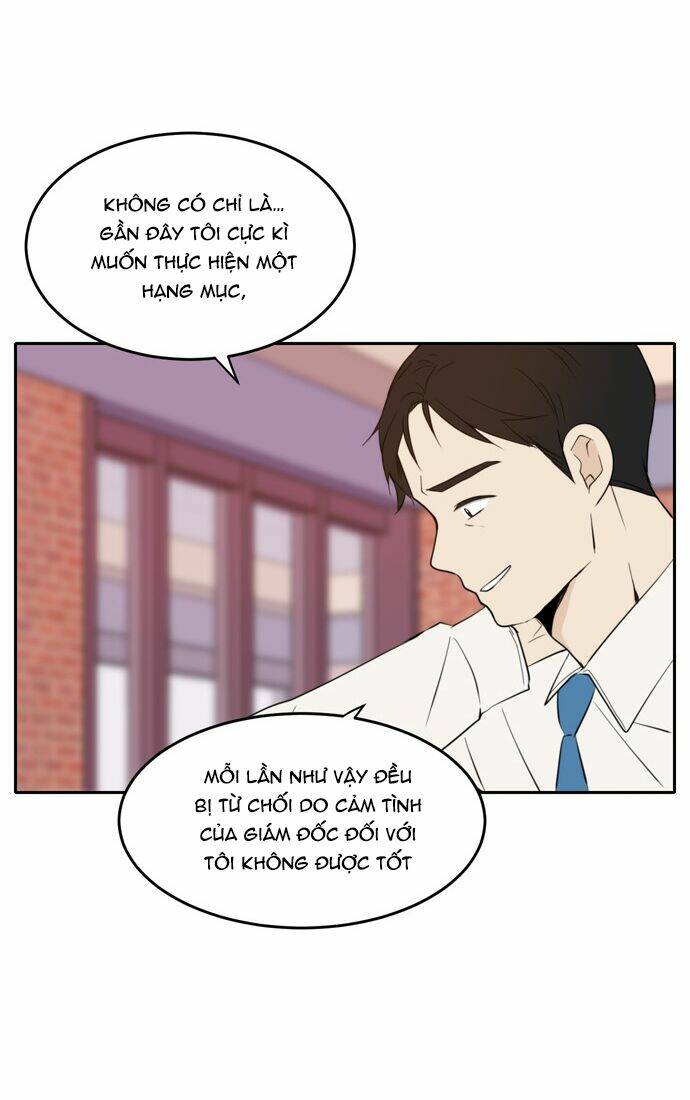 KHÔNG CÓ CHỈ LÀ...
GẦN ĐÂY TÔI CỰC KÌ
MUỐN THỰC HIỆN MỘT
HẠNG MỤC,
MỖI LẦN NHƯ VẬY ĐỀU
BỊ TỪ CHỐI DO CẢM TÌNH
CỦA GIÁM ĐỐC ĐỐI VỚI
TÔI KHÔNG ĐƯỢC TỐT